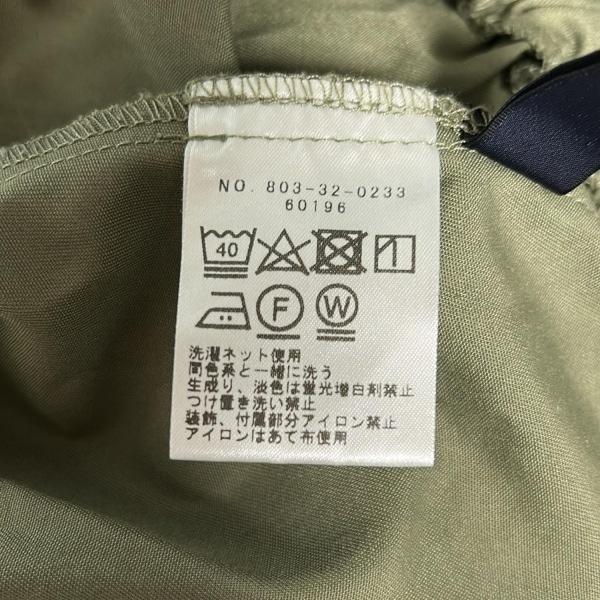 NO. 803-32-0233
60196
40
F W
洗濯ネット使用
同色系と一緒に洗う
生成り、淡色は蛍光増白剤禁止
つけ置き洗い禁止
装飾、付属部分アイロン禁止
アイロンはあて布使用